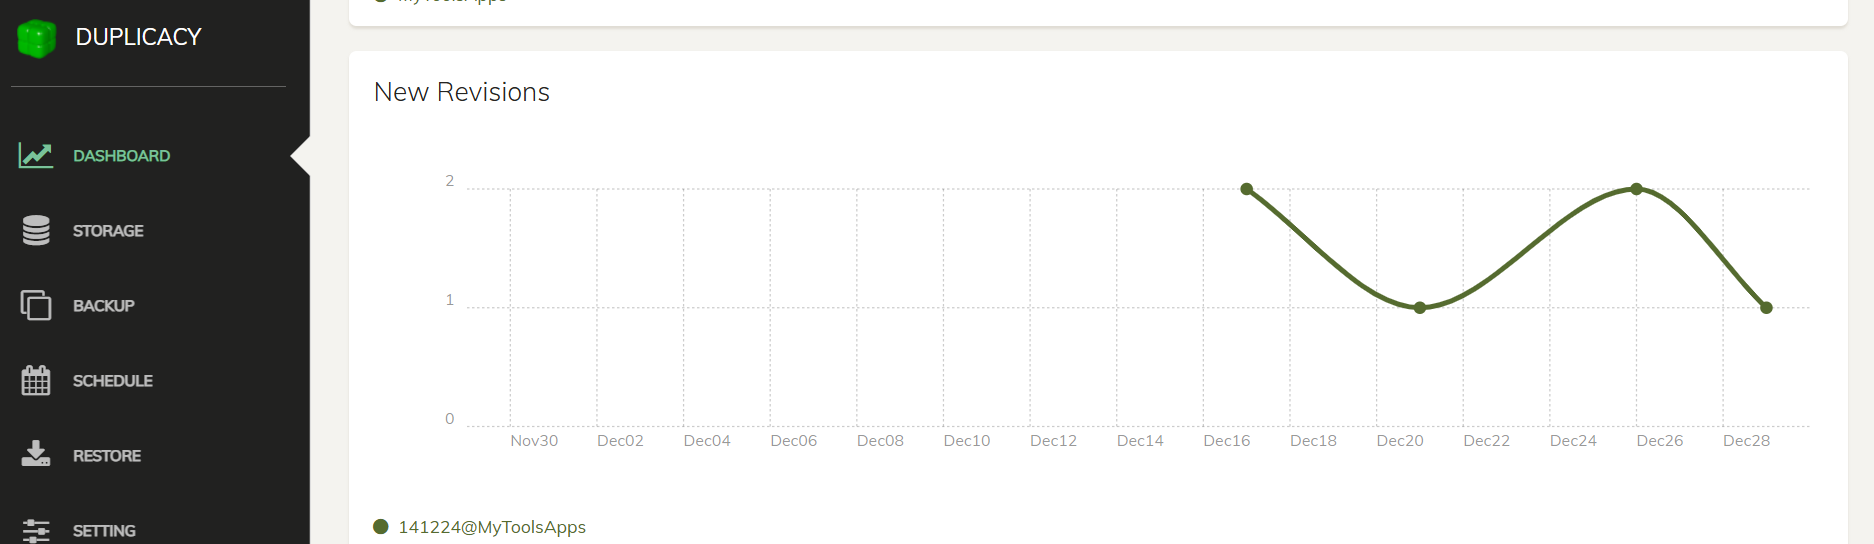 DUPLICACY
DASHBOARD
STORAGE
BACKUP
SCHEDULE
RESTORE
SETTING
MyToolsApps
New Revisions
2
1
0
Nov30 Dec02 Dec04 Dec06 Dec08 Dec10 Dec12 Dec14 Dec16 Dec18 Dec20 Dec22 Dec24 Dec26 Dec28
141224@MyToolsApps